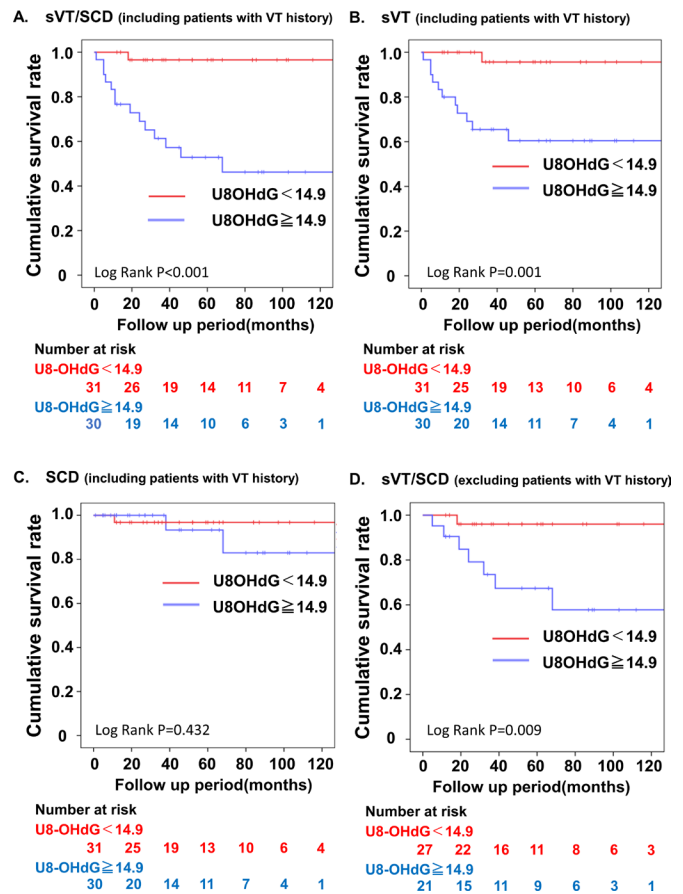 A. sVT/SCD (including patients with VT history)
1.0
0.8
0.6
0.4
0.2
0
Cumulative survival rate
U8OHdG＜14.9
U8OHdG≧14.9
Log Rank P<0.001
0 20 40 60 80 100 120
Follow up period(months)
Number at risk
U8-OHdG＜14.9
31 26 19 14 11 7 4
U8-OHdG≧14.9
30 19 14 10 6 3 1
B. sVT (including patients with VT history)
1.0
0.8
0.6
0.4
0.2
0
Cumulative survival rate
U8OHdG＜14.9
U8OHdG≧14.9
Log Rank P=0.001
0 20 40 60 80 100 120
Follow up period(months)
Number at risk
U8-OHdG＜14.9
31 25 19 13 10 6 4
U8-OHdG≧14.9
30 20 14 11 7 4 1
C. SCD (including patients with VT history)
1.0
0.8
0.6
0.4
0.2
0
Cumulative survival rate
U8OHdG＜14.9
U8OHdG≧14.9
Log Rank P=0.432
0 20 40 60 80 100 120
Follow up period(months)
Number at risk
U8-OHdG＜14.9
31 25 19 13 10 6 4
U8-OHdG≧14.9
30 20 14 11 7 4 1
D. sVT/SCD (excluding patients with VT history)
1.0
0.8
0.6
0.4
0.2
0
Cumulative survival rate
U8OHdG＜14.9
U8OHdG≧14.9
Log Rank P=0.009
0 20 40 60 80 100 120
Follow up period(months)
Number at risk
U8-OHdG＜14.9
27 22 16 11 8 6 3
U8-OHdG≧14.9
21 15 11 9 6 3 1